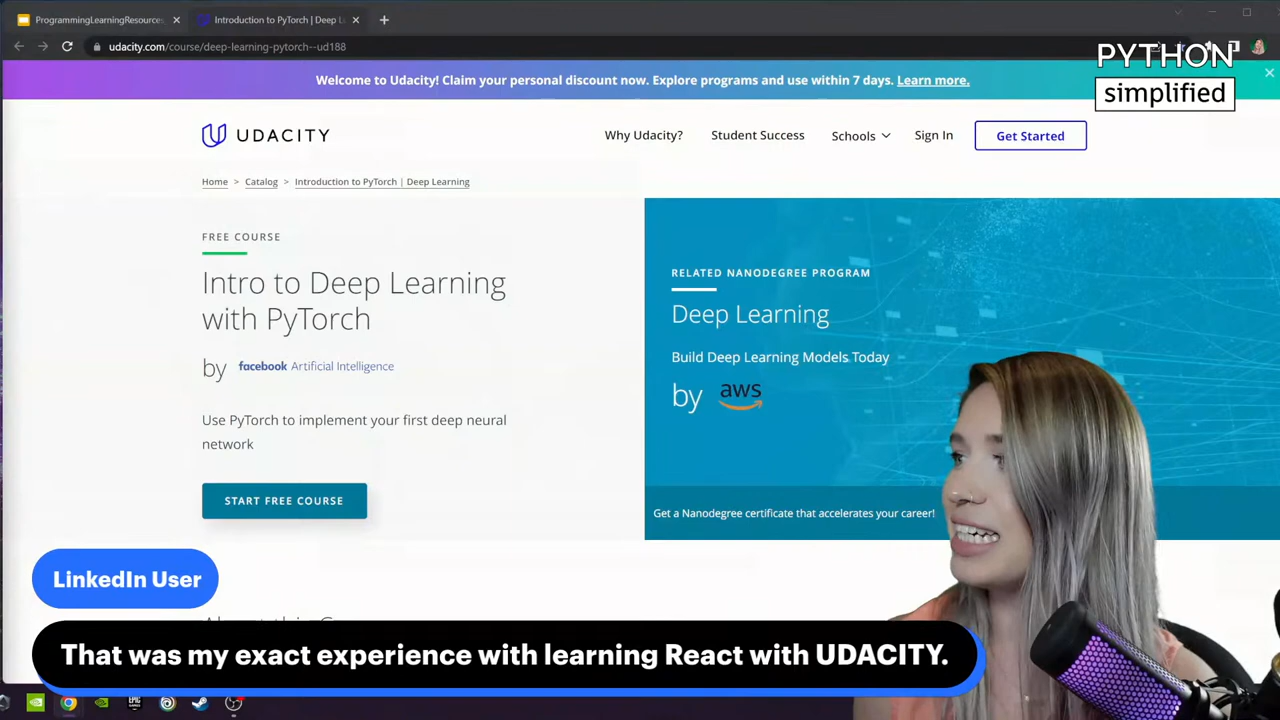 ProgrammingLearningResources
Introduction to PyTorch | Deep L
udacity.com/course/deep-learning-pytorch--ud188
PYTHON
simplified
Welcome to Udacity! Claim your personal discount now. Explore programs and use within 7 days. Learn more.
UDACITY
Why Udacity?
Student Success
Schools
Sign In
Get Started
Home > Catalog > Introduction to PyTorch | Deep Learning
FREE COURSE
Intro to Deep Learning
with PyTorch
by facebook Artificial Intelligence
Use PyTorch to implement your first deep neural
network
START FREE COURSE
RELATED NANODEGREE PROGRAM
Deep Learning
Build Deep Learning Models Today
by aws
Get a Nanodegree certificate that accelerates your career!
LinkedIn User
That was my exact experience with learning React with UDACITY.